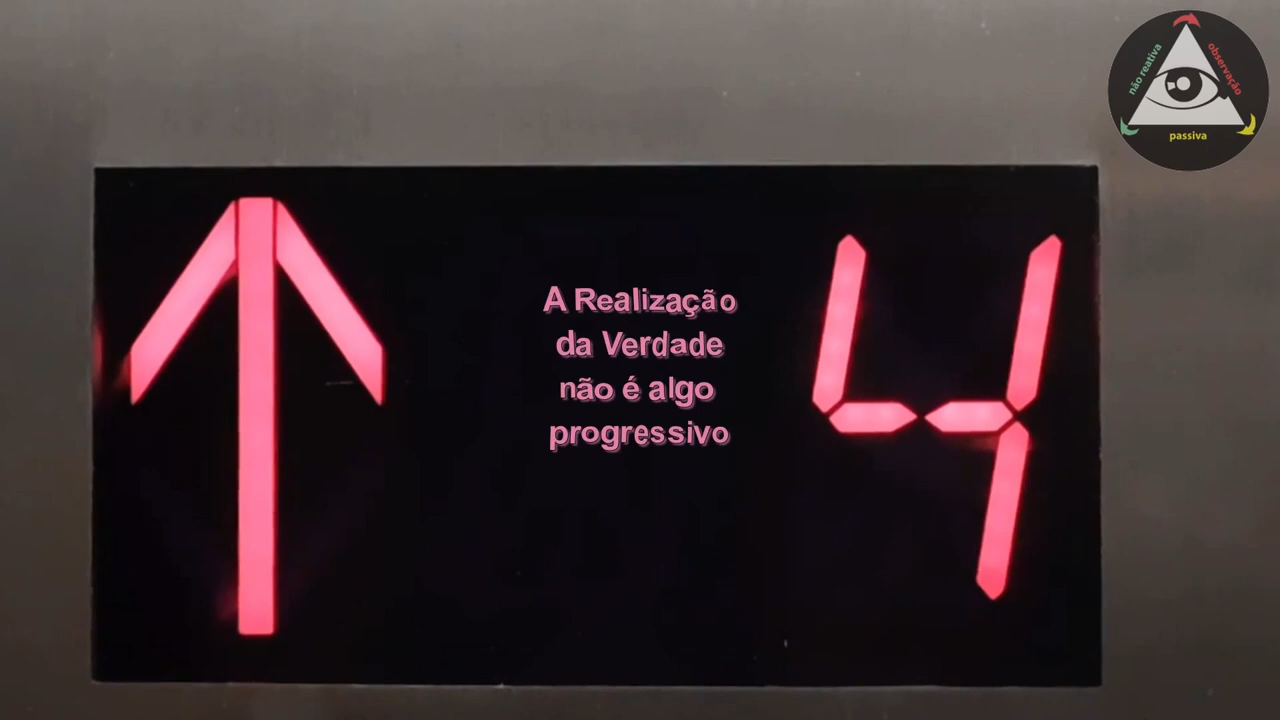 não reativa
observação
passiva
A Realização
da Verdade
não é algo
progressivo
4